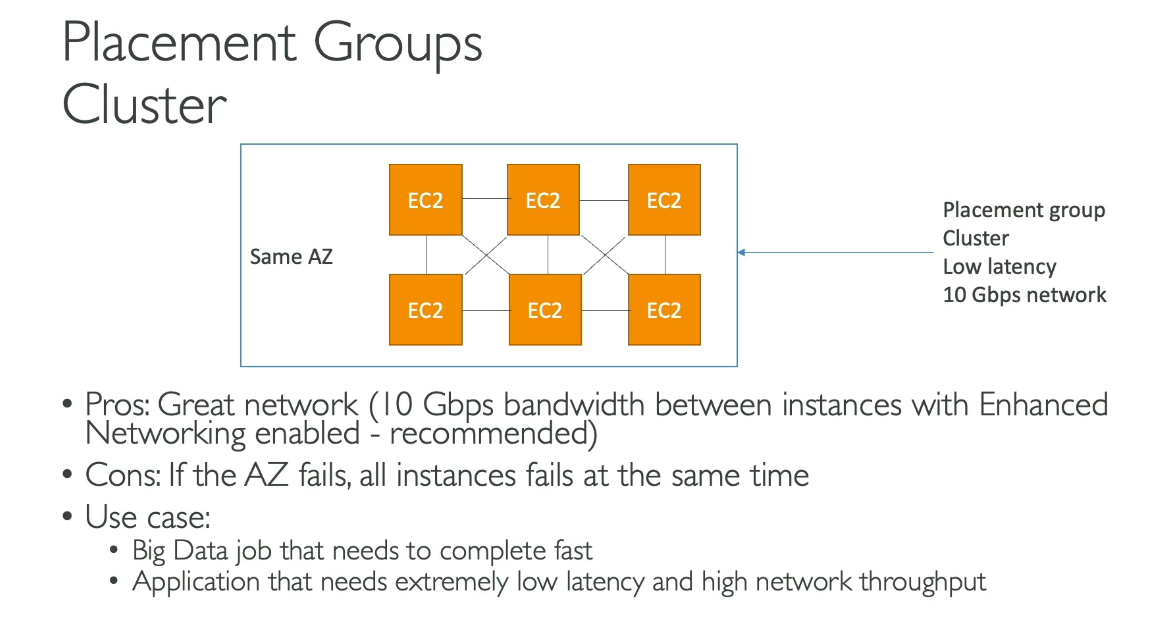 Placement Groups
Cluster
EC2 EC2 EC2
Same AZ
EC2 EC2 EC2
Placement group
Cluster
Low latency
10 Gbps network
• Pros: Great network (10 Gbps bandwidth between instances with Enhanced
Networking enabled - recommended)
• Cons: If the AZ fails, all instances fails at the same time
• Use case:
• Big Data job that needs to complete fast
• Application that needs extremely low latency and high network throughput